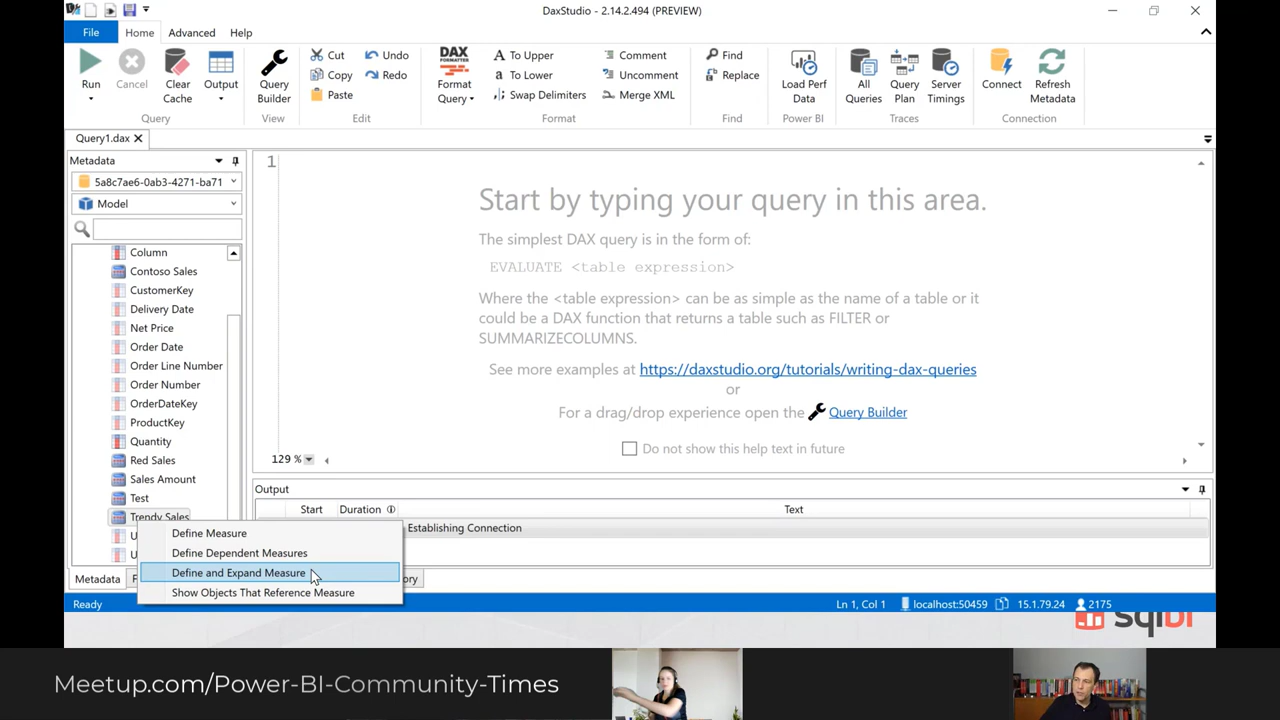 DaxStudio - 2.14.2.494 (PREVIEW)
File Home Advanced Help
Run
Cancel
Clear Cache
Output
Query
Query Builder
View
Cut
Copy
Paste
Undo
Redo
Edit
DAX FORMATTER
Format Query
To Upper
To Lower
Swap Delimiters
Comment
Uncomment
Merge XML
Format
Find
Replace
Find
Load Perf Data
Power BI
All Queries
Query Plan
Server Timings
Traces
Connect
Refresh Metadata
Connection
Query1.dax
Metadata
5a8c7ae6-0ab3-4271-ba71
Model
Column
Contoso Sales
CustomerKey
Delivery Date
Net Price
Order Date
Order Line Number
Order Number
OrderDateKey
ProductKey
Quantity
Red Sales
Sales Amount
Test
Trendy Sales
U
U
Define Measure
Define Dependent Measures
Define and Expand Measure
Show Objects That Reference Measure
1
Start by typing your query in this area.
The simplest DAX query is in the form of:
EVALUATE <table expression>
Where the <table expression> can be as simple as the name of a table or it
could be a DAX function that returns a table such as FILTER or
SUMMARIZECOLUMNS.
See more examples at https://daxstudio.org/tutorials/writing-dax-queries
or
For a drag/drop experience open the Query Builder
Do not show this help text in future
129 %
Output
Start Duration Text
Establishing Connection
Metadata F ory
Ready Ln 1, Col 1 localhost:50459 15.1.79.24 2175
sqlbi
Meetup.com/Power-BI-Community-Times